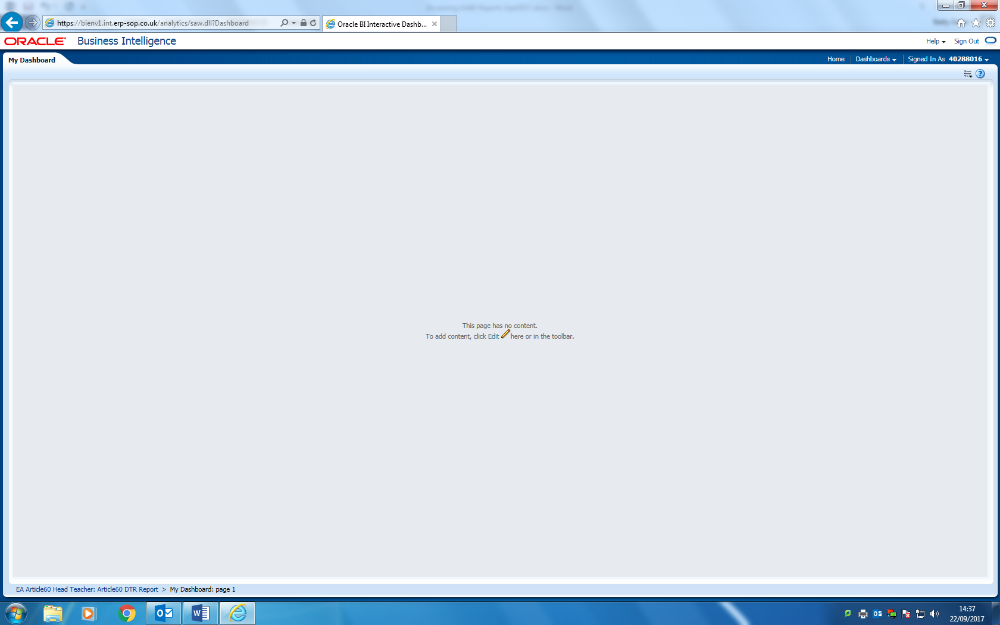 https://bienv1.int.erp-sop.co.uk/analytics/saw.dll?Dashboard
Oracle BI Interactive Dashb...
ORACLE Business Intelligence
Help Sign Out
My Dashboard
Home Dashboards Signed In As 40288016
This page has no content.
To add content, click Edit here or in the toolbar.
EA Article60 Head Teacher: Article60 DTR Report > My Dashboard: page 1
14:37
22/09/2017